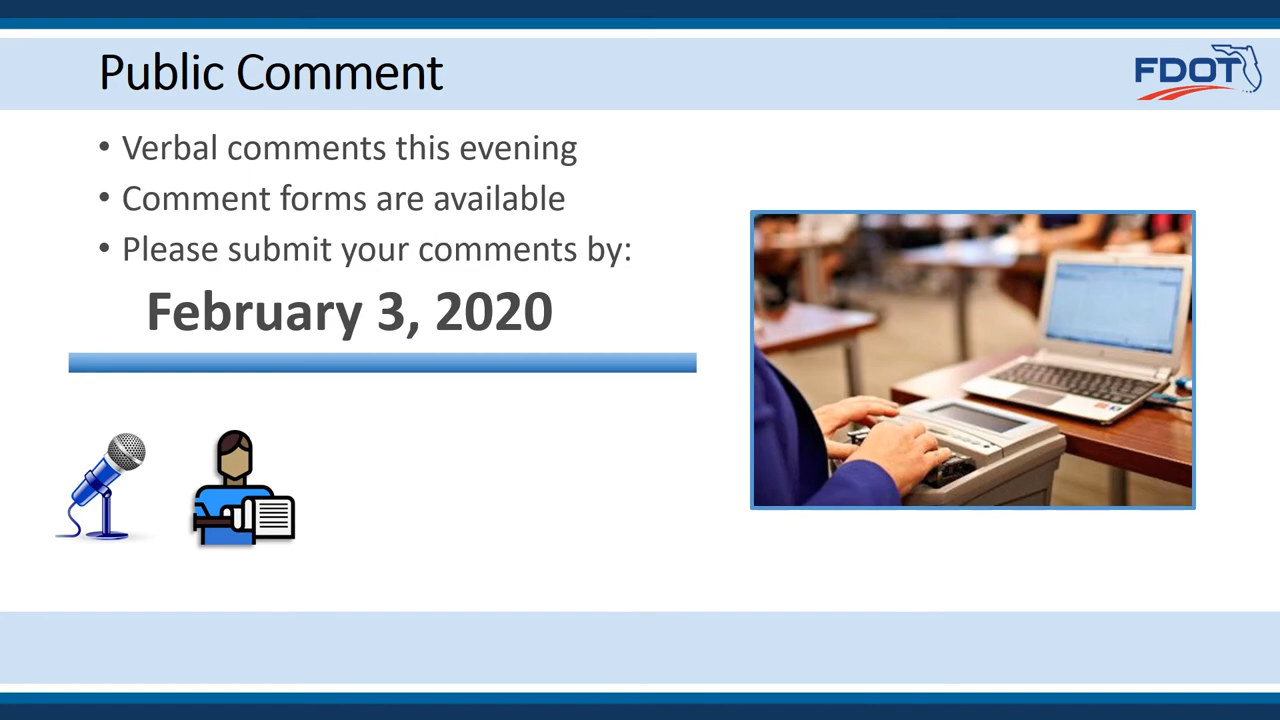 Public Comment
FDOT
• Verbal comments this evening
• Comment forms are available
• Please submit your comments by:
February 3, 2020